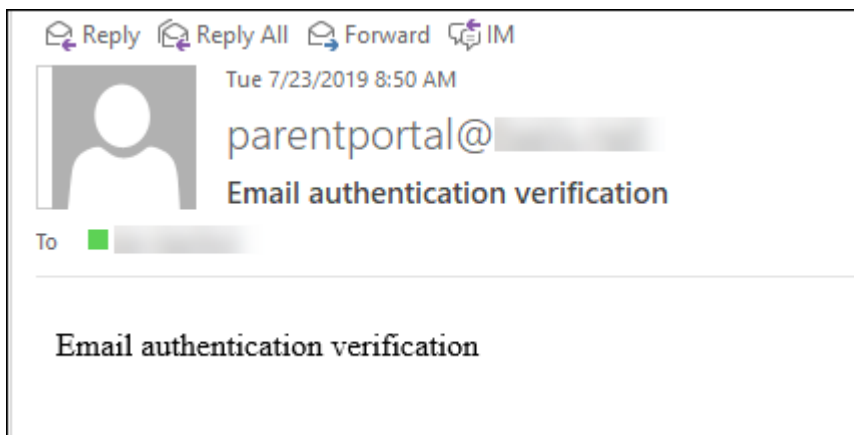 Reply Reply All Forward IM
Tue 7/23/2019 8:50 AM
parentportal@
Email authentication verification
To
Email authentication verification